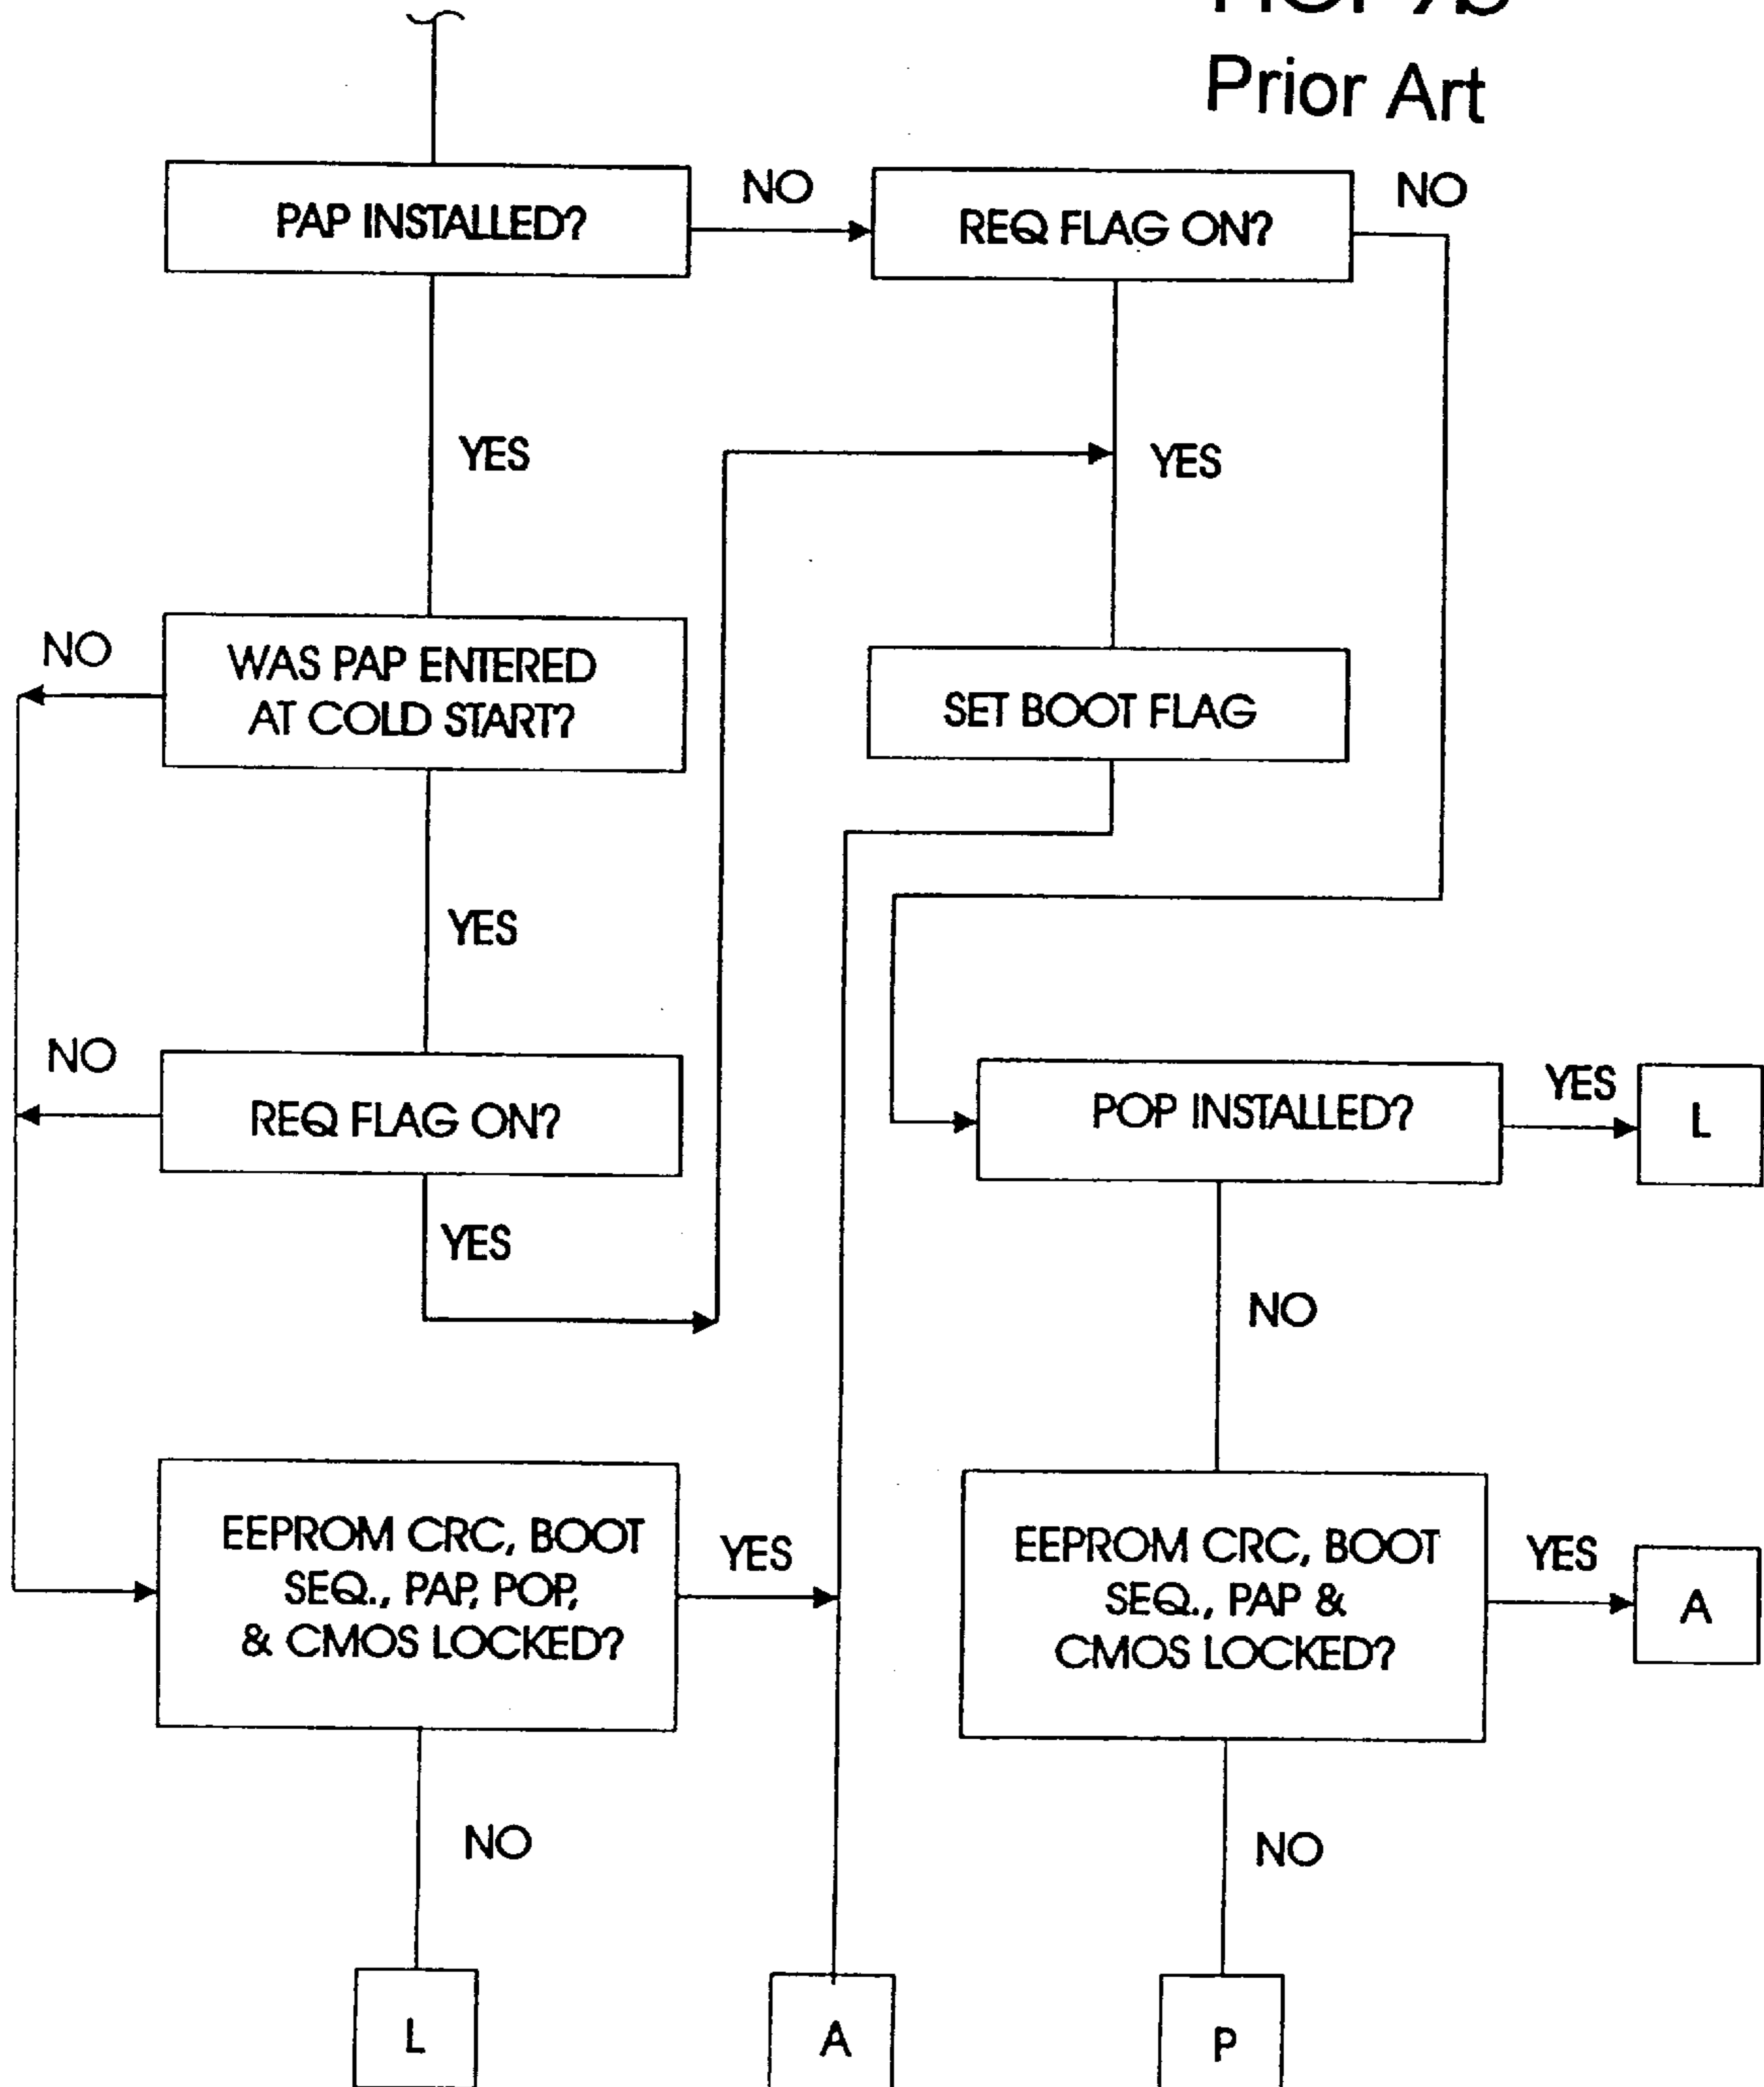 Prior Art
PAP INSTALLED?
NO
REQ FLAG ON?
NO
YES
YES
NO
WAS PAP ENTERED
AT COLD START?
SET BOOT FLAG
YES
NO
REQ FLAG ON?
POP INSTALLED?
YES
L
YES
NO
EEPROM CRC, BOOT
SEQ., PAP, POP,
& CMOS LOCKED?
YES
EEPROM CRC, BOOT
SEQ., PAP &
CMOS LOCKED?
YES
A
NO
NO
L
A
P